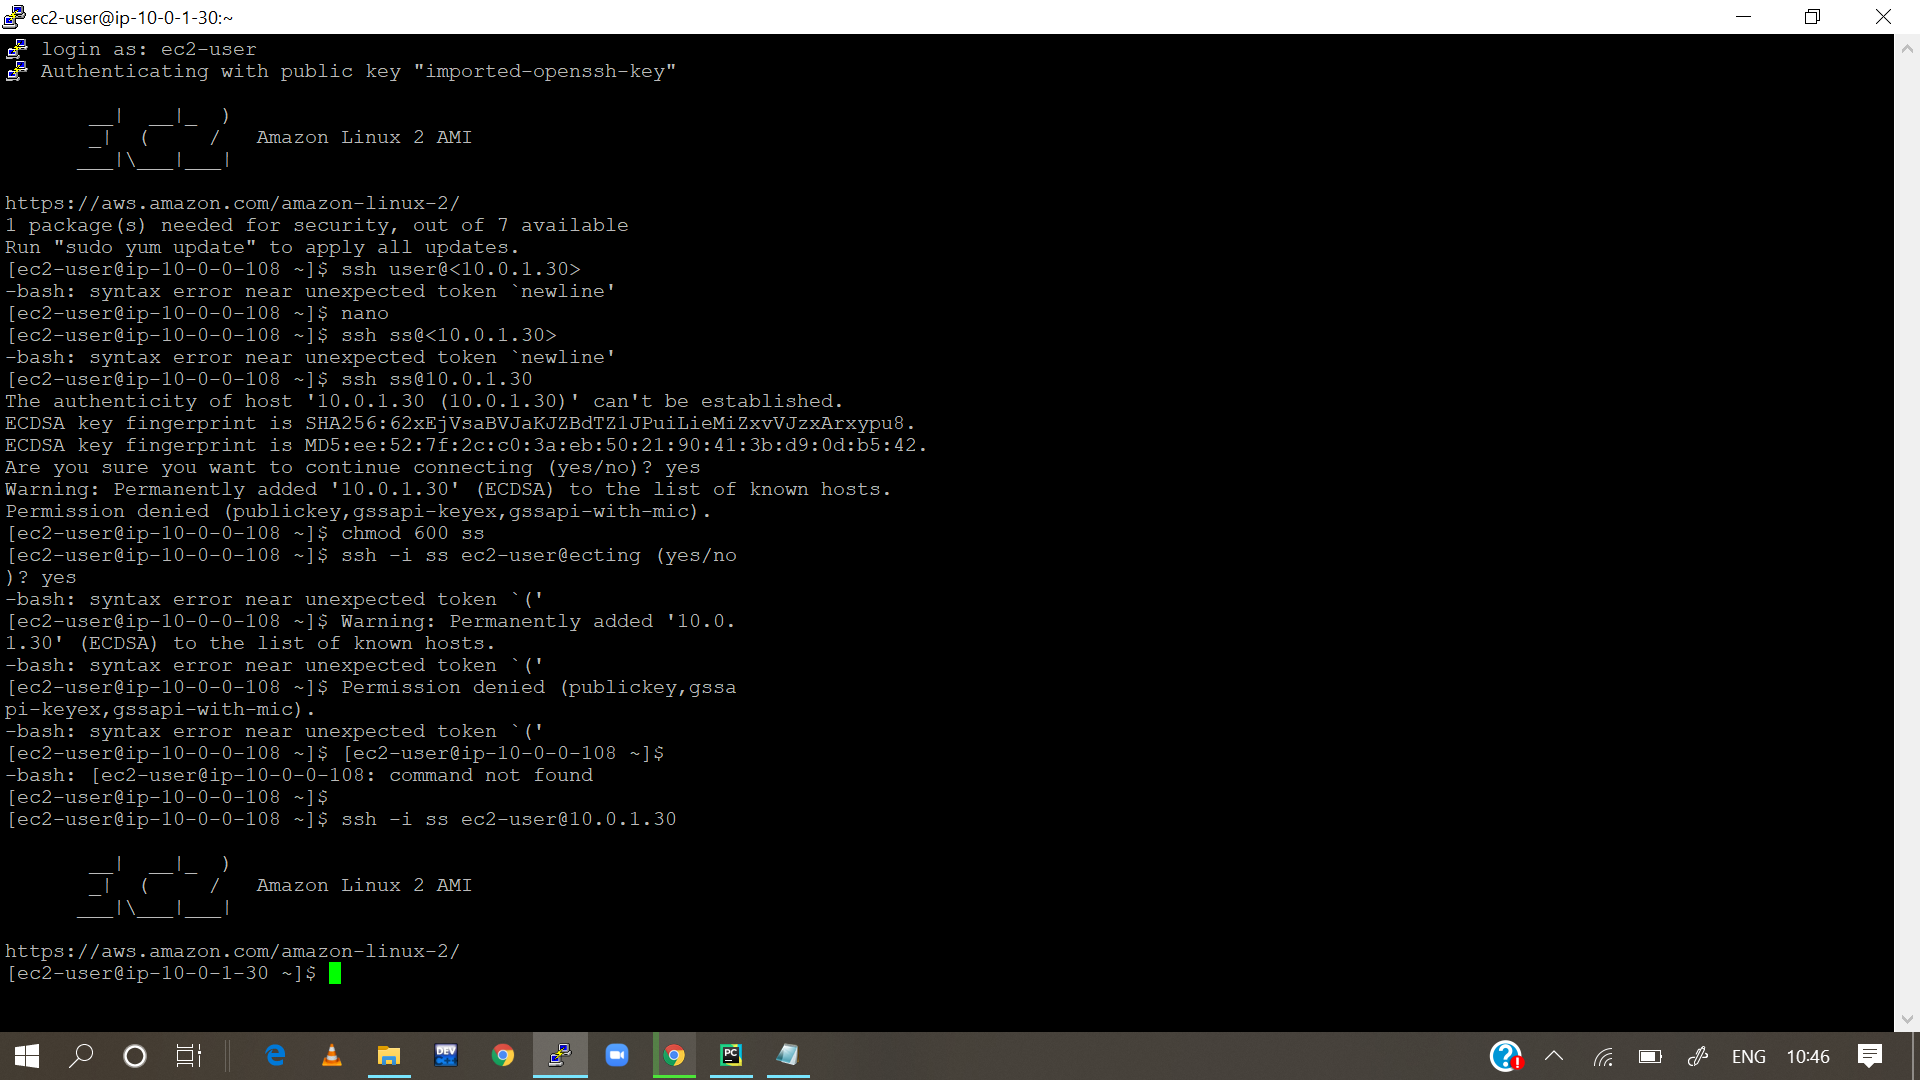 ec2-user@ip-10-0-1-30:~
login as: ec2-user
Authenticating with public key "imported-openssh-key"
       __|  __|_  )
       _|  (     /   Amazon Linux 2 AMI
      ___|\___|___|
https://aws.amazon.com/amazon-linux-2/
1 package(s) needed for security, out of 7 available
Run "sudo yum update" to apply all updates.
[ec2-user@ip-10-0-0-108 ~]$ ssh user@<10.0.1.30>
-bash: syntax error near unexpected token `newline'
[ec2-user@ip-10-0-0-108 ~]$ nano
[ec2-user@ip-10-0-0-108 ~]$ ssh ss@<10.0.1.30>
-bash: syntax error near unexpected token `newline'
[ec2-user@ip-10-0-0-108 ~]$ ssh ss@10.0.1.30
The authenticity of host '10.0.1.30 (10.0.1.30)' can't be established.
ECDSA key fingerprint is SHA256:62xEjVsaBVJaKJZBdTZ1JPuiLieMiZxvVJzxArxypu8.
ECDSA key fingerprint is MD5:ee:52:7f:2c:c0:3a:eb:50:21:90:41:3b:d9:0d:b5:42.
Are you sure you want to continue connecting (yes/no)? yes
Warning: Permanently added '10.0.1.30' (ECDSA) to the list of known hosts.
Permission denied (publickey,gssapi-keyex,gssapi-with-mic).
[ec2-user@ip-10-0-0-108 ~]$ chmod 600 ss
[ec2-user@ip-10-0-0-108 ~]$ ssh -i ss ec2-user@ecting (yes/no
)? yes
-bash: syntax error near unexpected token `('
[ec2-user@ip-10-0-0-108 ~]$ Warning: Permanently added '10.0.
1.30' (ECDSA) to the list of known hosts.
-bash: syntax error near unexpected token `('
[ec2-user@ip-10-0-0-108 ~]$ Permission denied (publickey,gssa
pi-keyex,gssapi-with-mic).
-bash: syntax error near unexpected token `('
[ec2-user@ip-10-0-0-108 ~]$ [ec2-user@ip-10-0-0-108 ~]$
-bash: [ec2-user@ip-10-0-0-108: command not found
[ec2-user@ip-10-0-0-108 ~]$
[ec2-user@ip-10-0-0-108 ~]$ ssh -i ss ec2-user@10.0.1.30
       __|  __|_  )
       _|  (     /   Amazon Linux 2 AMI
      ___|\___|___|
https://aws.amazon.com/amazon-linux-2/
[ec2-user@ip-10-0-1-30 ~]$
DEV
PC
ENG
10:46